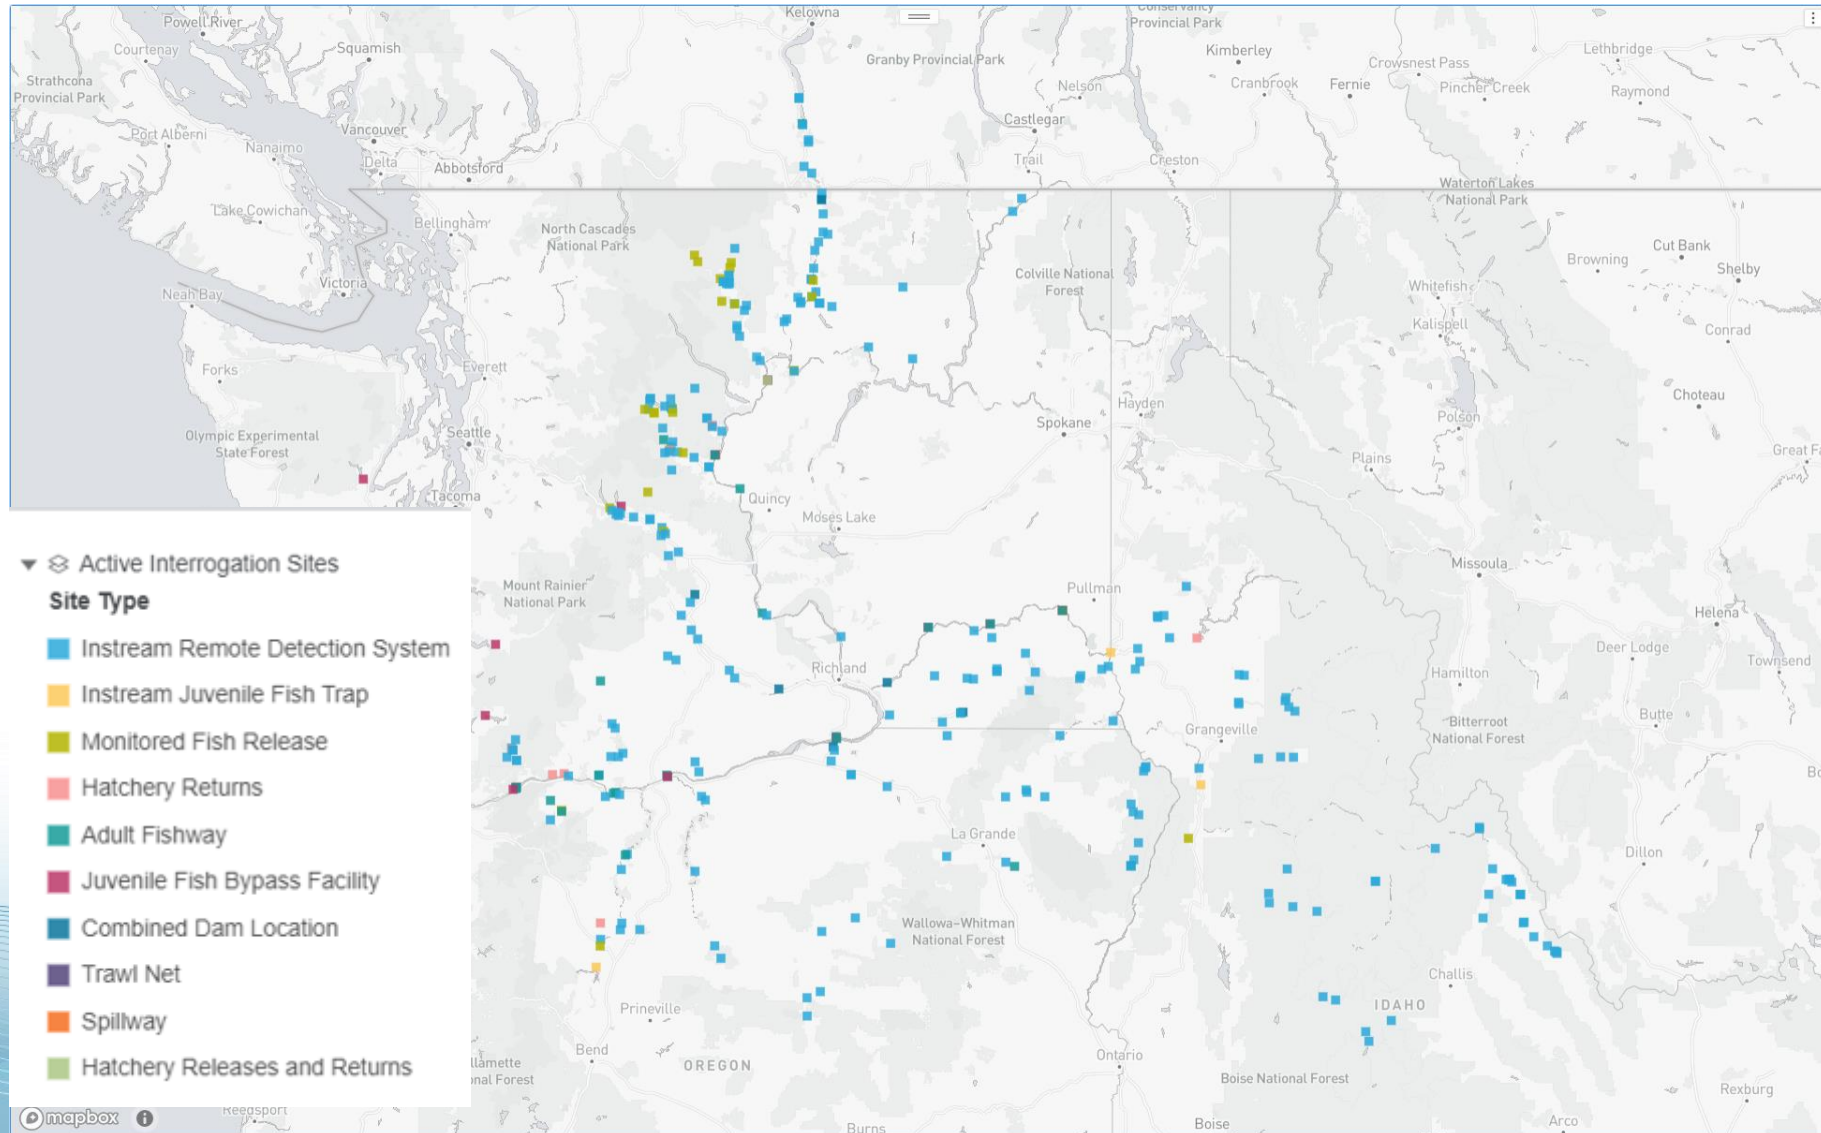 Powell River
Kelowna
Conservancy
Provincial Park
Courtenay
Squamish
Granby Provincial Park
Kimberley
Lethbridge
Crowsnest Pass
Strathcona
Provincial Park
Nelson
Cranbrook
Fernie
Pincher Creek
Raymond
Port Alberni
Vancouver
Castlegar
Nanaimo
Delta
Abbotsford
Trail
Creston
Waterton Lakes
National Park
Lake Cowichan
Bellingham
North Cascades
National Park
Cut Bank
Browning
Shelby
Victoria
Neah Bay
Colville National
Forest
Whitefish
Kalispell
Conrad
Forks
Everett
Choteau
Hayden
Polson
Spokane
Olympic Experimental
State Forest
Seattle
Plains
Great Fa
Tacoma
Quincy
Moses Lake
Missoula
Mount Rainier
National Park
Pullman
Helena
Richland
Hamilton
Deer Lodge
Townsend
Grangeville
Bitterroot
National Forest
Butte
Bo
La Grande
Dillon
Wallowa-Whitman
National Forest
Challis
IDAHO
Prineville
Bend
OREGON
Ontario
llamette
onal Forest
Boise National Forest
Rexburg
Reedsport
Burns
Boise
Arco
Active Interrogation Sites
Site Type
Instream Remote Detection System
Instream Juvenile Fish Trap
Monitored Fish Release
Hatchery Returns
Adult Fishway
Juvenile Fish Bypass Facility
Combined Dam Location
Trawl Net
Spillway
Hatchery Releases and Returns
mapbox